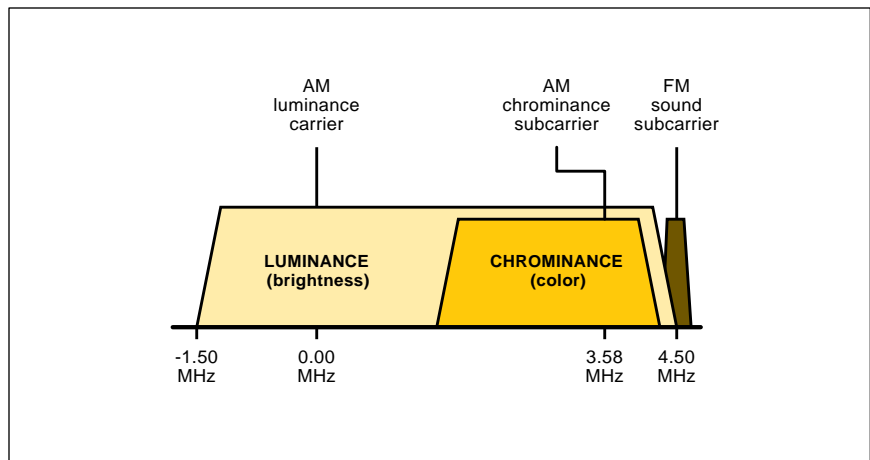 AM
luminance
carrier
AM
chrominance
subcarrier
FM
sound
subcarrier
LUMINANCE
(brightness)
CHROMINANCE
(color)
-1.50
MHz
0.00
MHz
3.58
MHz
4.50
MHz